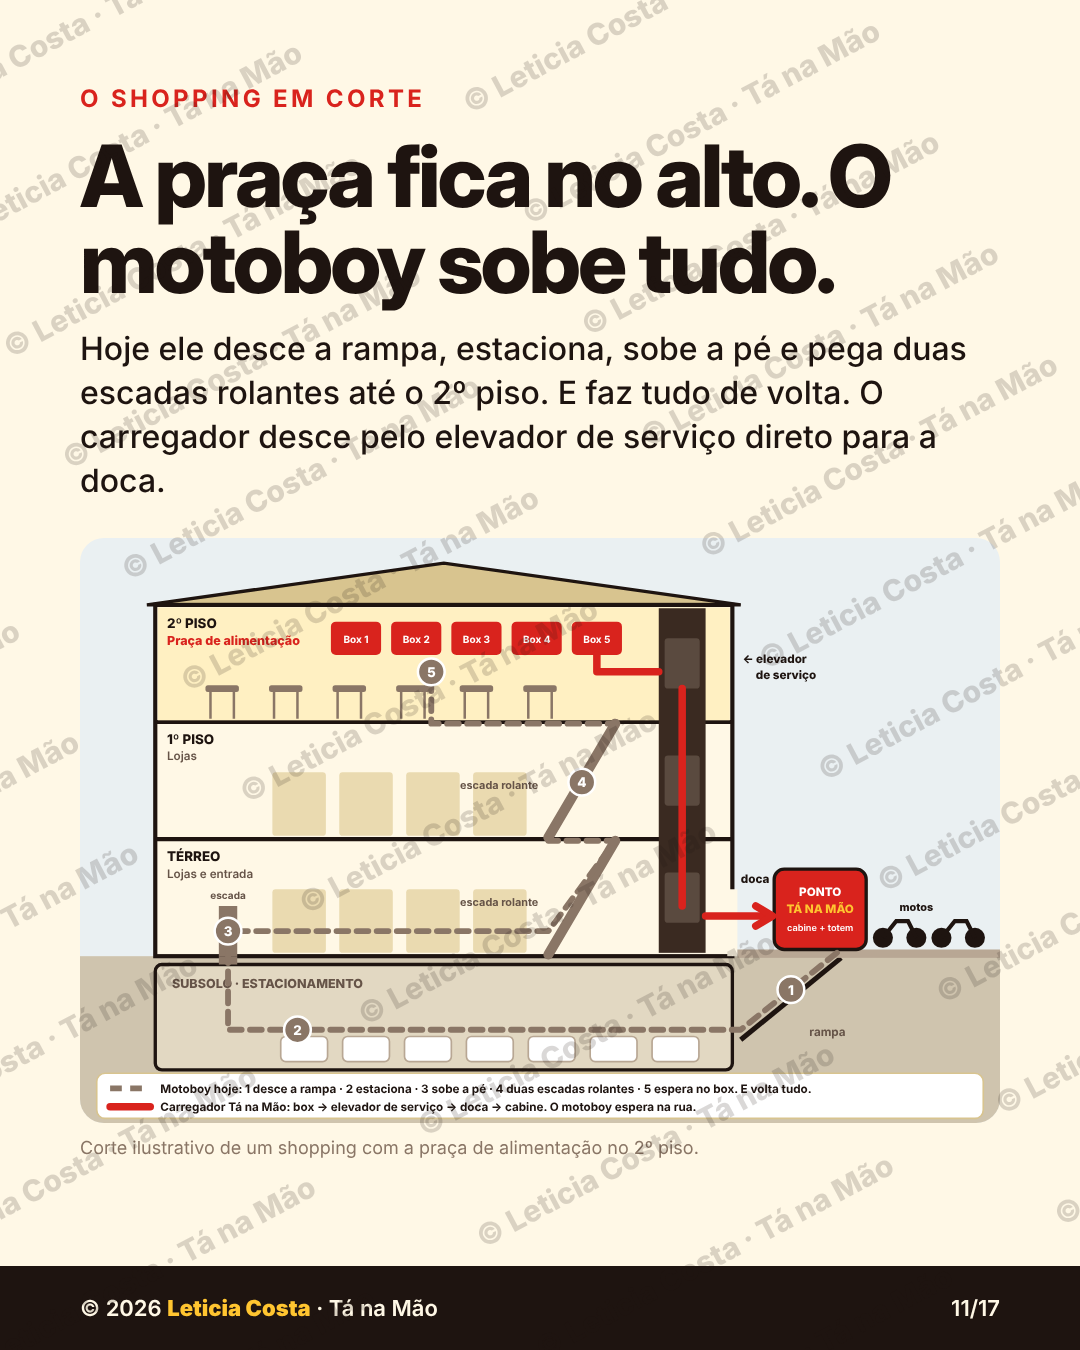 O SHOPPING EM CORTE
A praça fica no alto. O
motoboy sobe tudo.
Hoje ele desce a rampa, estaciona, sobe a pé e pega duas
escadas rolantes até o 2º piso. E faz tudo de volta. O
carregador desce pelo elevador de serviço direto para a
doca.
2º PISO
Praça de alimentação
Box 1
Box 2
Box 3
Box 4
Box 5
5
← elevador
de serviço
1º PISO
Lojas
escada rolante
4
TÉRREO
Lojas e entrada
escada
escada rolante
3
doca
PONTO
TÁ NA MÃO
cabine + totem
motos
SUBSOLO · ESTACIONAMENTO
1
2
rampa
Motoboy hoje: 1 desce a rampa · 2 estaciona · 3 sobe a pé · 4 duas escadas rolantes · 5 espera no box. E volta tudo.
Carregador Tá na Mão: box → elevador de serviço → doca → cabine. O motoboy espera na rua.
Corte ilustrativo de um shopping com a praça de alimentação no 2º piso.
© 2026 Leticia Costa · Tá na Mão
11/17
© Leticia Costa · Tá na Mão